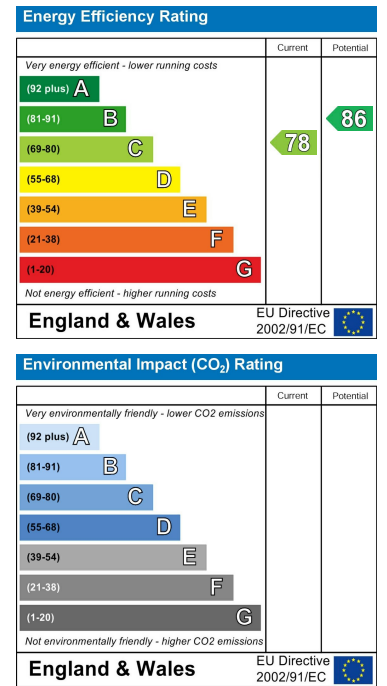 Energy Efficiency Rating
Current Potential
Very energy efficient - lower running costs
(92 plus) A
(81-91) B
86
(69-80) C
78
(55-68) D
(39-54) E
(21-38) F
(1-20) G
Not energy efficient - higher running costs
England & Wales
EU Directive
2002/91/EC
Environmental Impact (CO₂) Rating
Current Potential
Very environmentally friendly - lower CO2 emissions
(92 plus) A
(81-91) B
(69-80) C
(55-68) D
(39-54) E
(21-38) F
(1-20) G
Not environmentally friendly - higher CO2 emissions
England & Wales
EU Directive
2002/91/EC